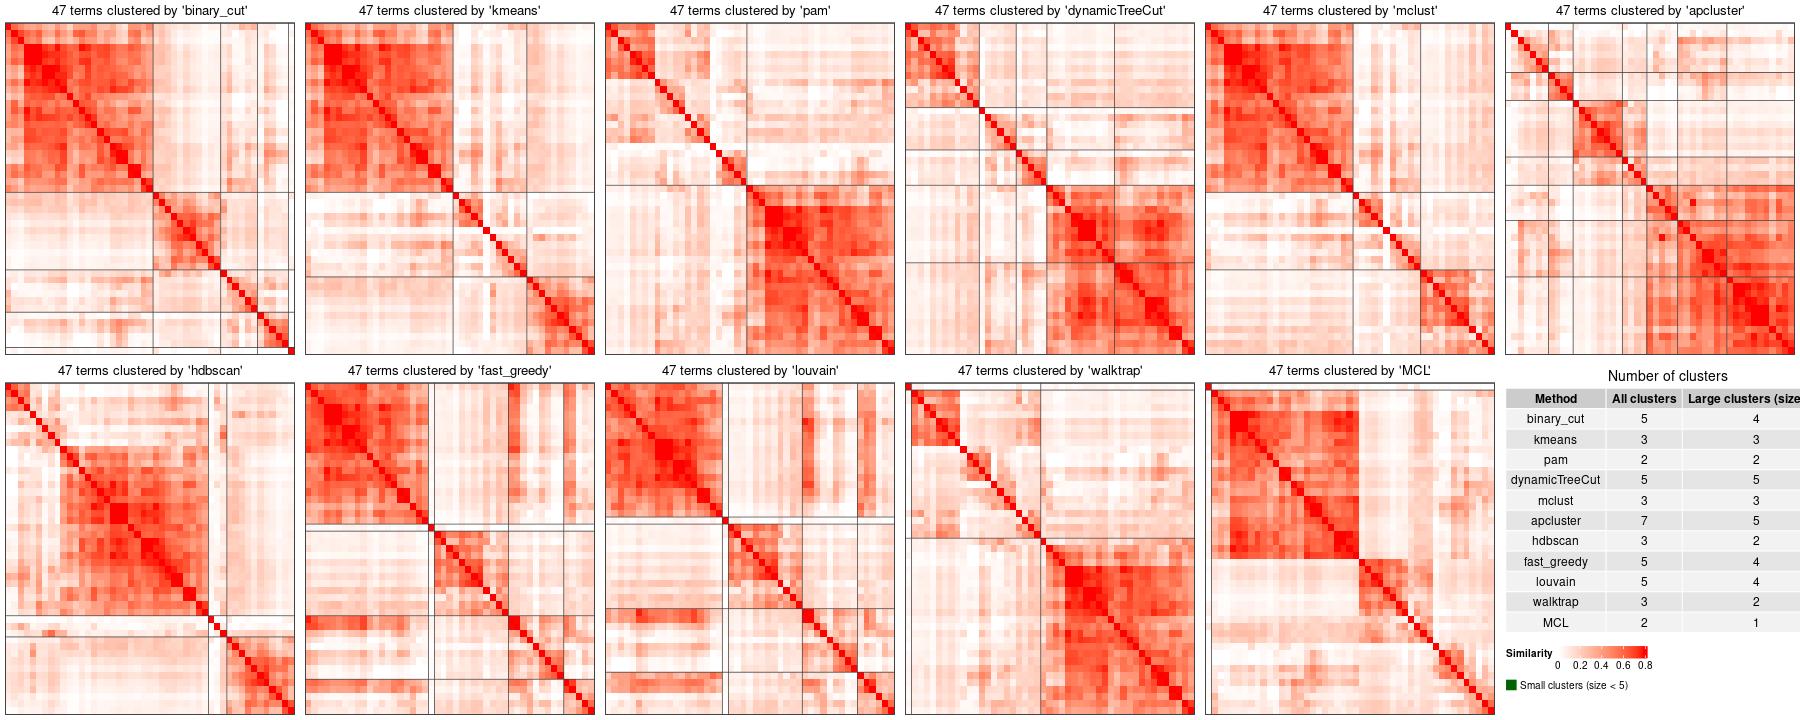 47 terms clustered by 'binary_cut'
47 terms clustered by 'kmeans'
47 terms clustered by 'pam'
47 terms clustered by 'dynamicTreeCut'
47 terms clustered by 'mclust'
47 terms clustered by 'apcluster'
47 terms clustered by 'hdbscan'
47 terms clustered by 'fast_greedy'
47 terms clustered by 'louvain'
47 terms clustered by 'walktrap'
47 terms clustered by 'MCL'
Number of clusters
Method All clusters Large clusters (size
binary_cut 5 4
kmeans 3 3
pam 2 2
dynamicTreeCut 5 5
mclust 3 3
apcluster 7 5
hdbscan 3 2
fast_greedy 5 4
louvain 5 4
walktrap 3 2
MCL 2 1
Similarity
0 0.2 0.4 0.6 0.8
Small clusters (size < 5)